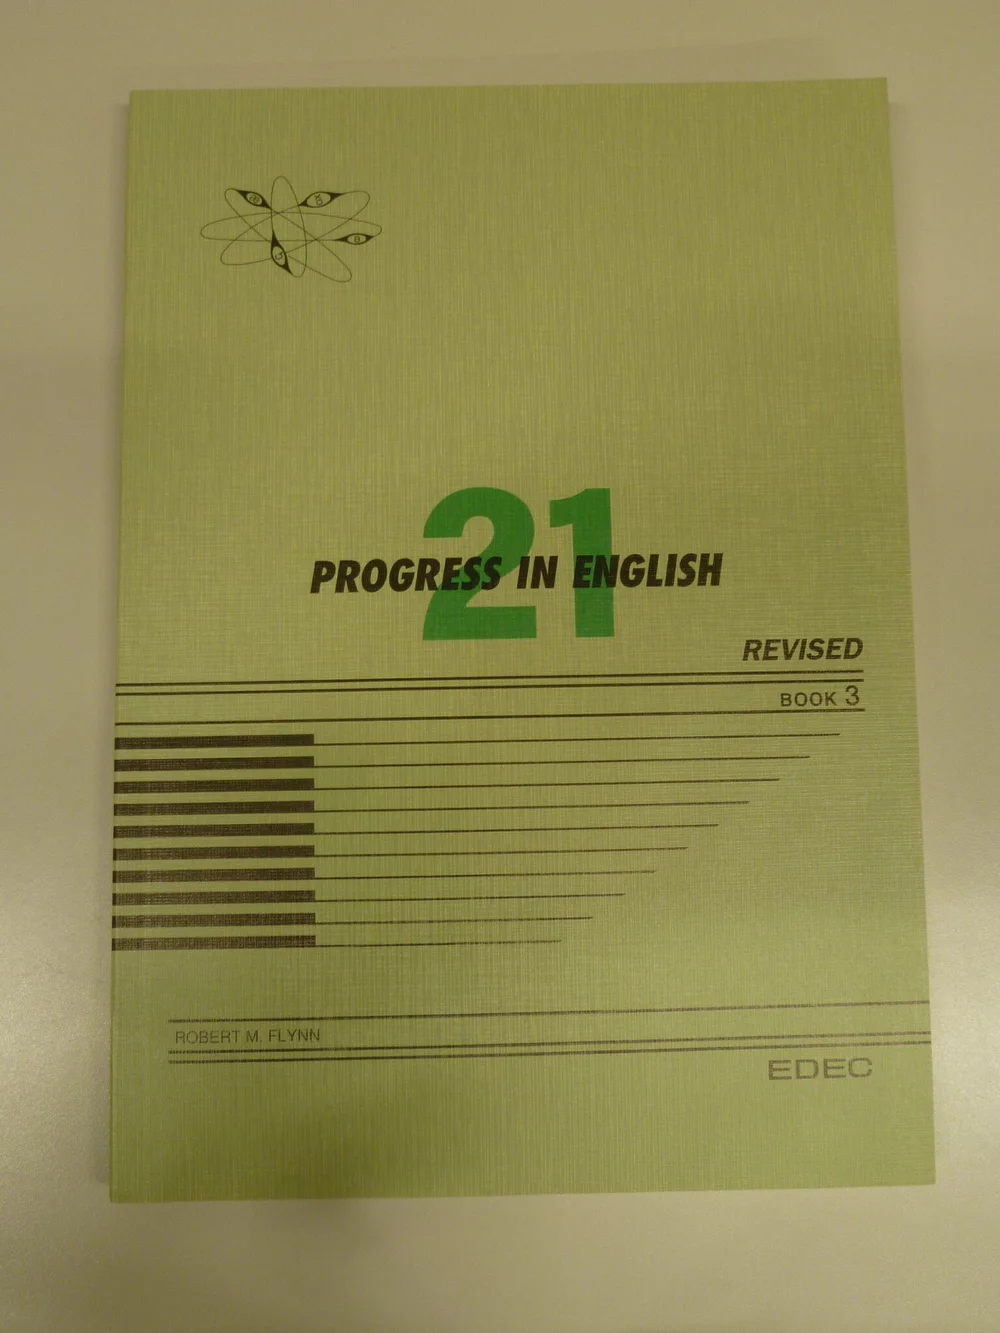 21
PROGRESS IN ENGLISH
REVISED
BOOK 3
ROBERT M. FLYNN
EDEC